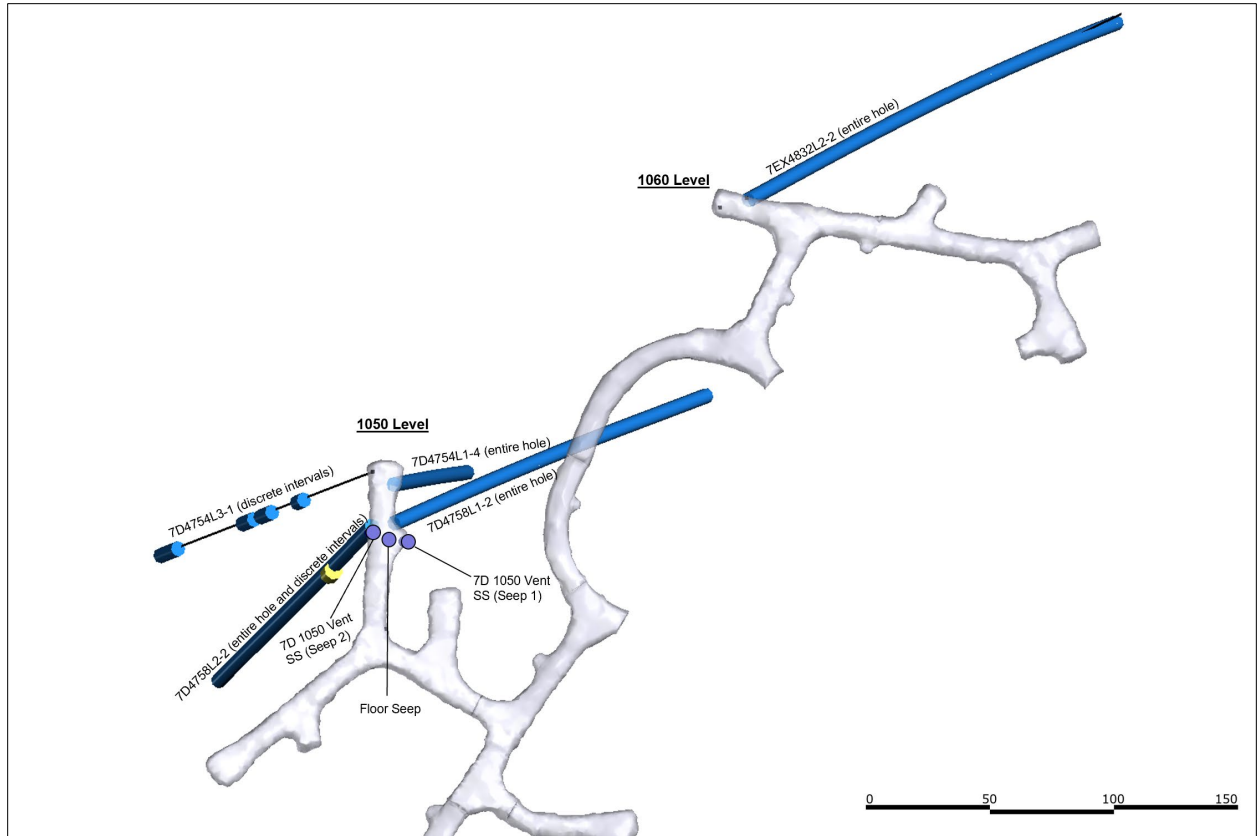 7EX4832L2-2 (entire hole)
1060 Level
1050 Level
7D4754L1-4 (entire hole)
7D4754L3-1 (discrete intervals)
7D4758L1-2 (entire hole)
7D4758L2-2 (entire hole and discrete intervals)
7D 1050 Vent
SS (Seep 1)
7D 1050 Vent
SS (Seep 2)
Floor Seep
0 50 100 150